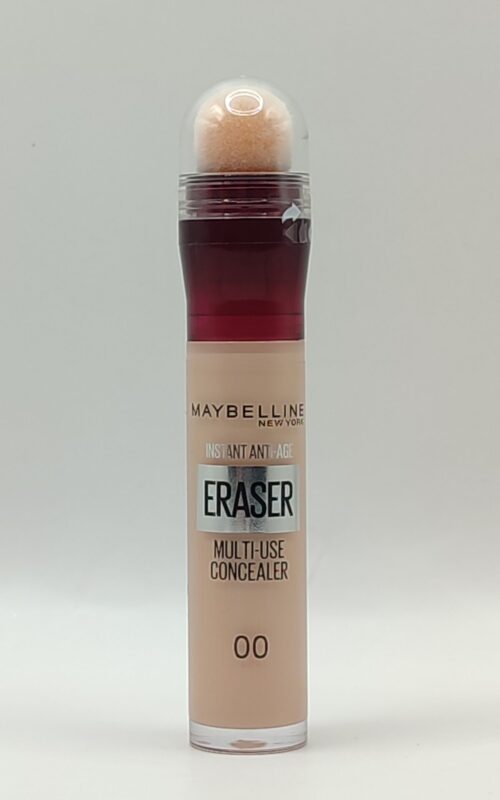 MAYBELLINE
NEW YORK
INSTANT ANTI-AGE
ERASER
MULTI-USE
CONCEALER
00